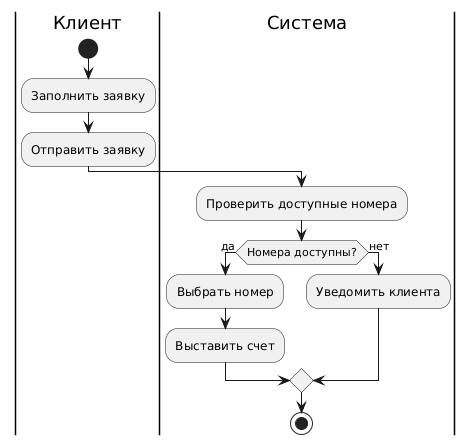 Клиент
Система
Заполнить заявку
Отправить заявку
Проверить доступные номера
да
Номера доступны?
нет
Выбрать номер
Уведомить клиента
Выставить счет